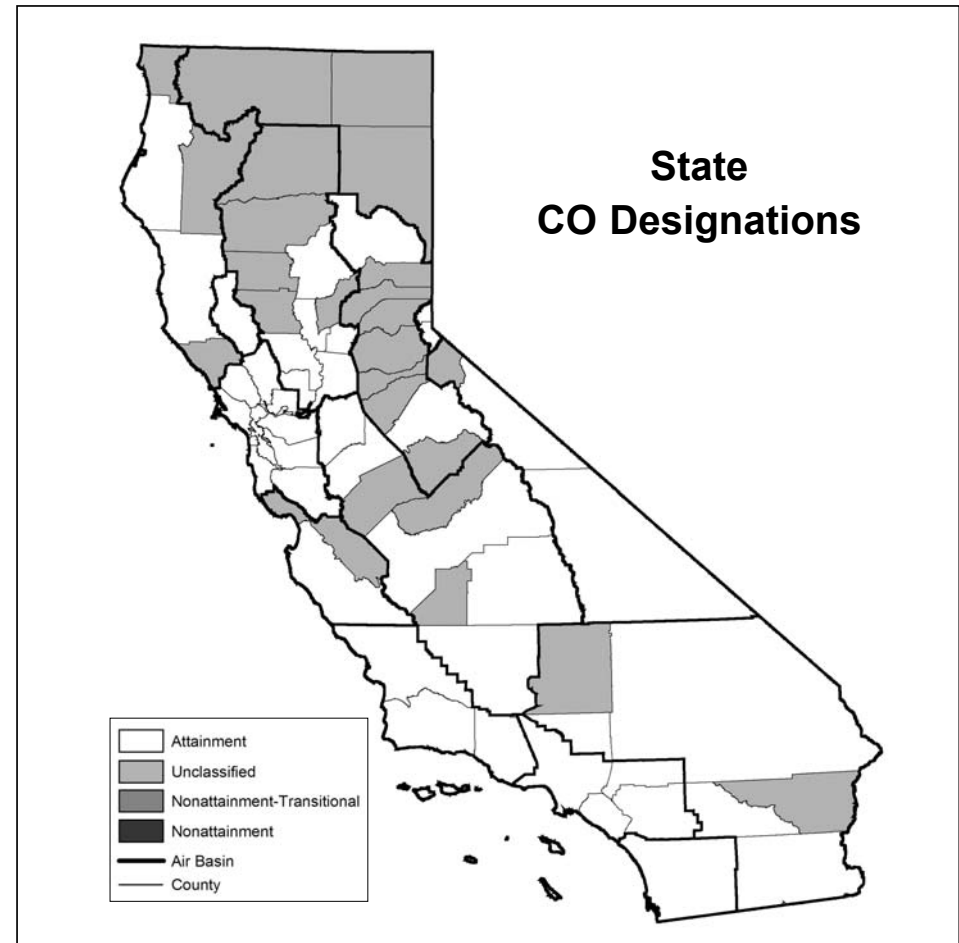 State
CO Designations
Attainment
Unclassified
Nonattainment-Transitional
Nonattainment
Air Basin
County